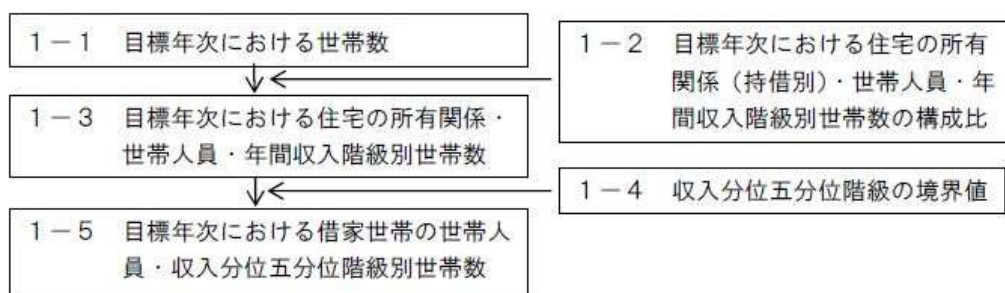 1－1 目標年次における世帯数
1－2 目標年次における住宅の所有
関係（持借別）・世帯人員・年
間収入階級別世帯数の構成比
1－3 目標年次における住宅の所有関係・
世帯人員・年間収入階級別世帯数
1－4 収入分位五分位階級の境界値
1－5 目標年次における借家世帯の世帯人
員・収入分位五分位階級別世帯数